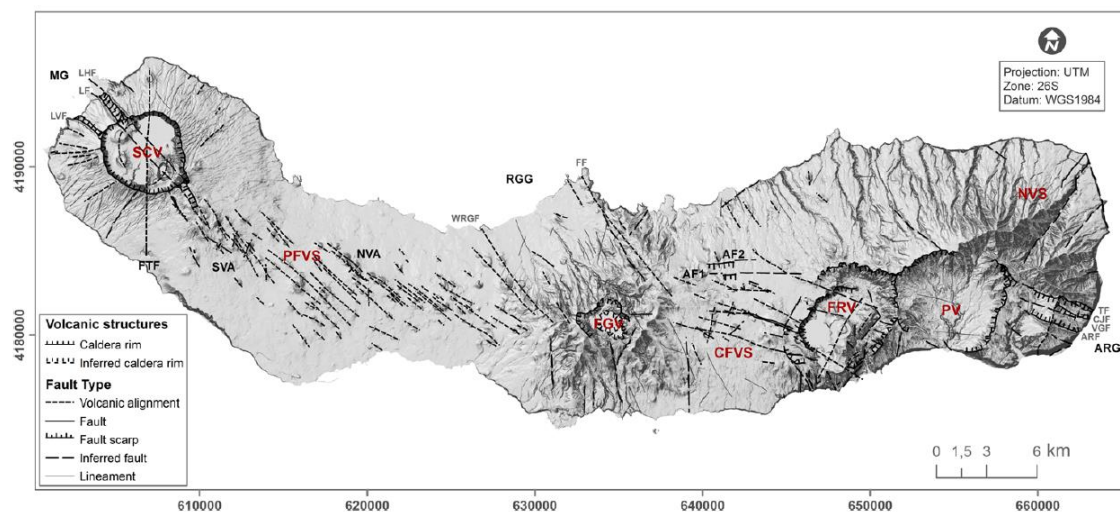 N
Projection: UTM
Zone: 26S
Datum: WGS1984
MG
LHF
LF
LVF
SCV
4190000
FF
RGG
NVS
WRGF
FTF
SVA
PFVS
NVA
AF2
AF1
FRV
PV
FGV
CFVS
TF
CJF
VGF
ARF
ARG
4180000
Volcanic structures
Caldera rim
Inferred caldera rim
Fault Type
Volcanic alignment
Fault
Fault scarp
Inferred fault
Lineament
0 1,5 3 6 km
610000 620000 630000 640000 650000 660000